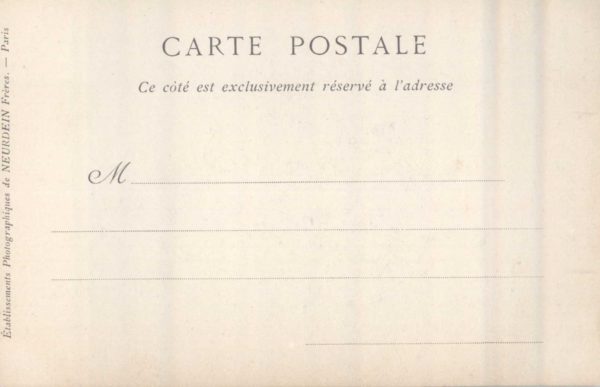 CARTE POSTALE
Ce côté est exclusivement réservé à l'adresse
M
Établissements Photographiques de NEURDEIN Frères. — Paris